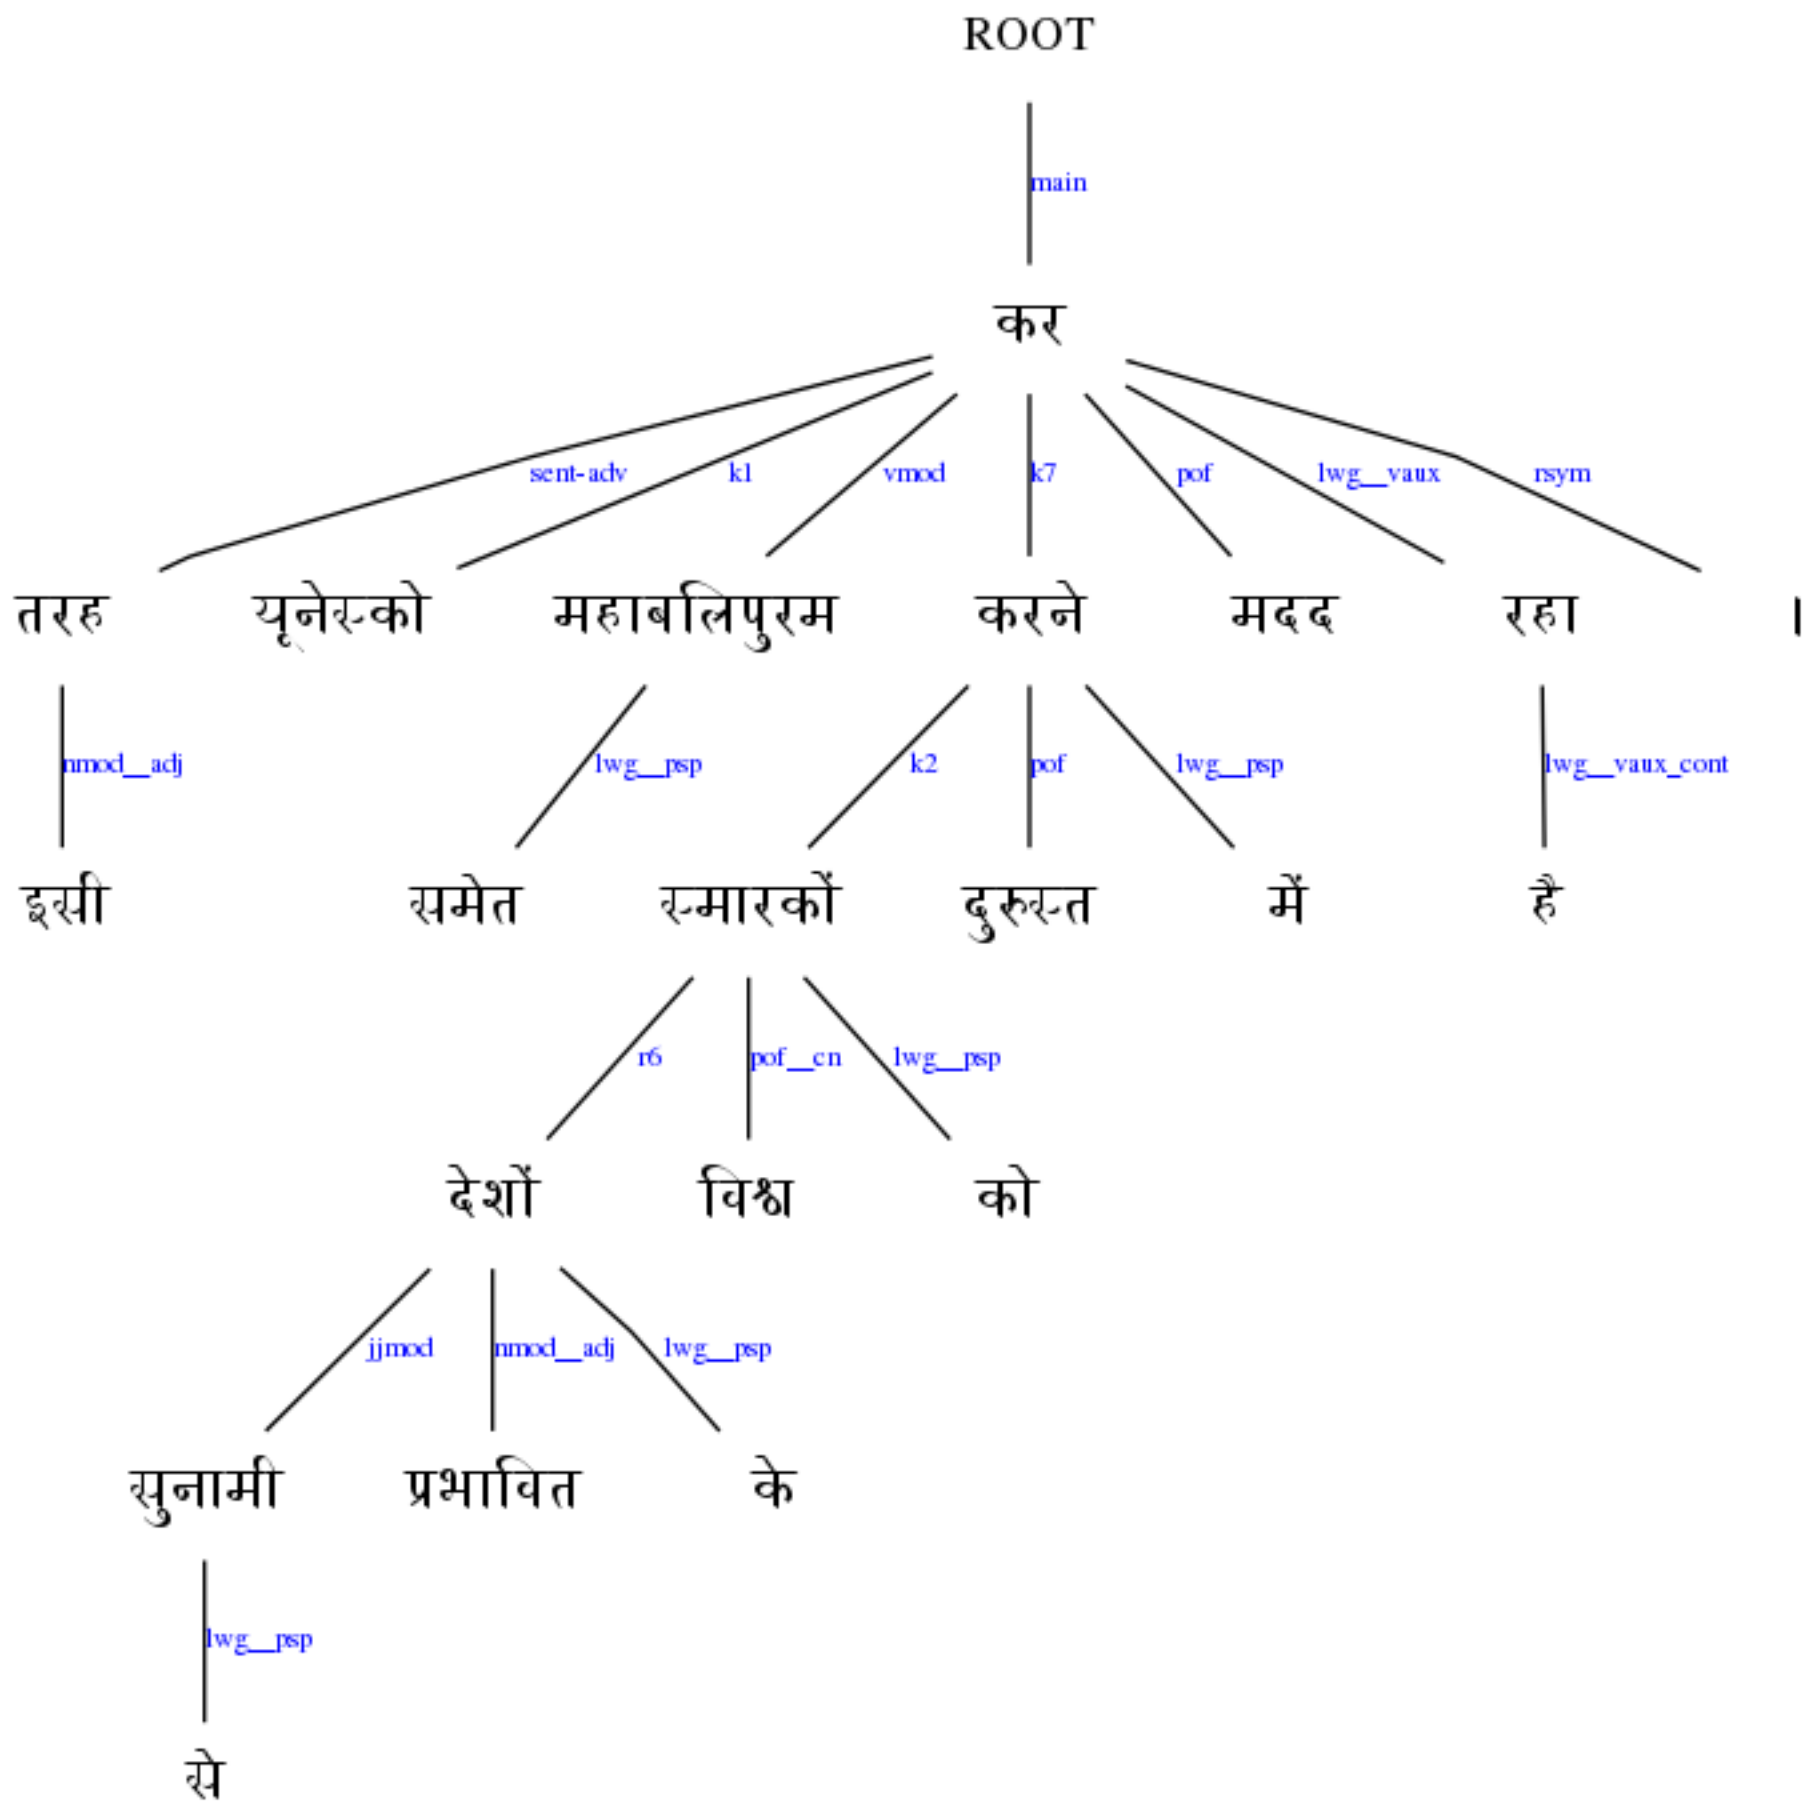 ROOT
main
कर
sent-adv k1 vmod k7 pof lwg__vaux rsym
तरह यूनेस्को महाबलिपुरम करने मदद रहा ।
nmod__adj lwg__psp k2 pof lwg__psp lwg__vaux_cont
इसी समेत स्मारकों दुरुस्त में है
r6 pof__cn lwg__psp
देशों विश्व को
jjmod nmod__adj lwg__psp
सुनामी प्रभावित के
lwg__psp
से